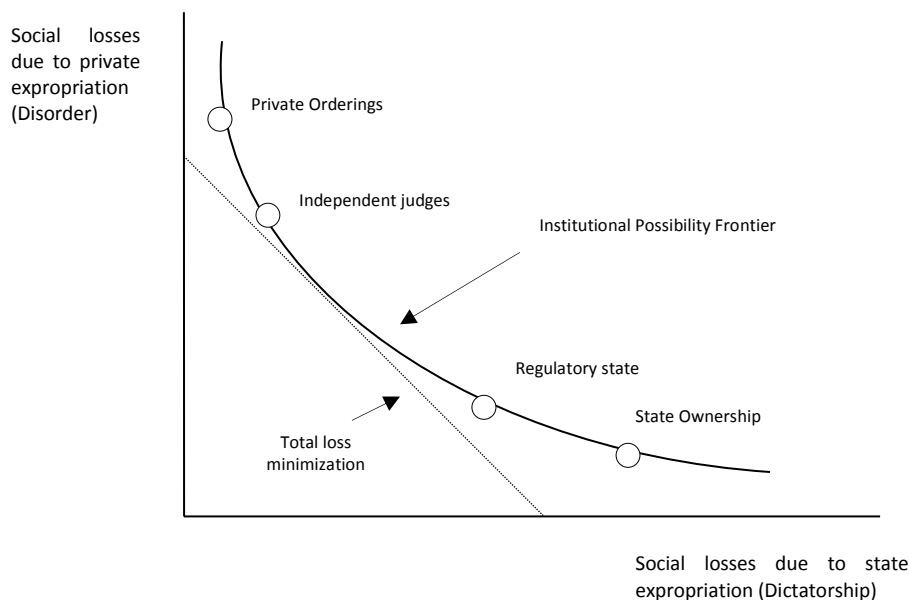 Social losses
due to private
expropriation
(Disorder)
Private Orderings
Independent judges
Institutional Possibility Frontier
Regulatory state
State Ownership
Total loss
minimization
Social losses due to state
expropriation (Dictatorship)